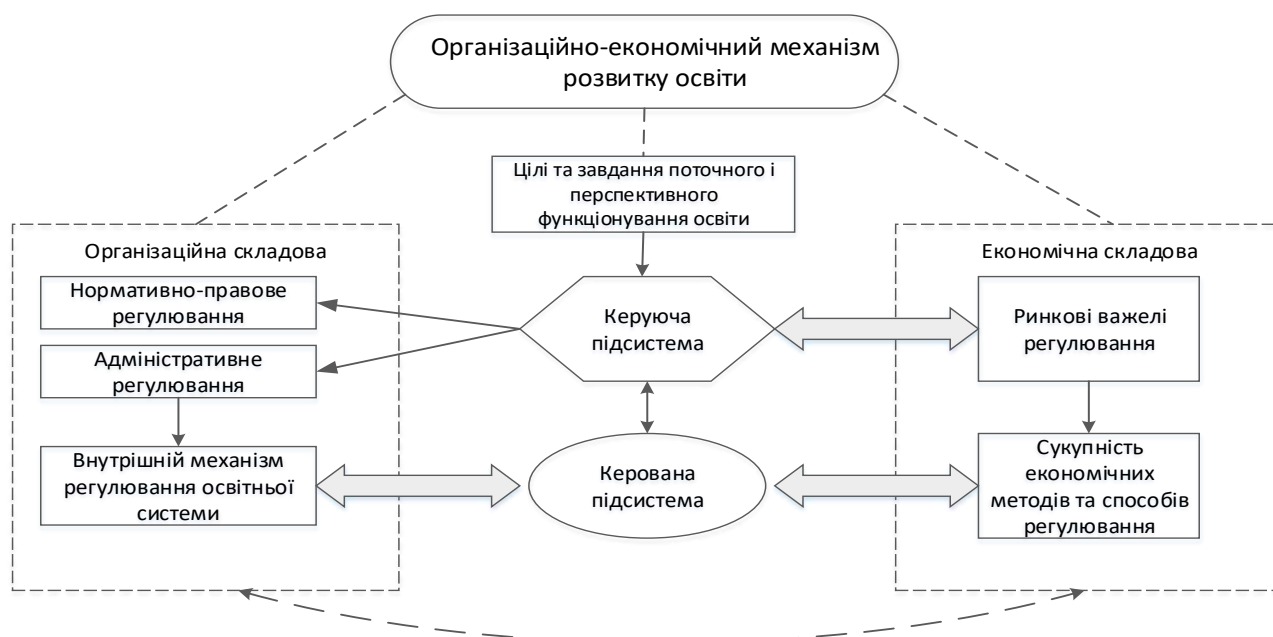 Організаційно-економічний механізм
розвитку освіти
Цілі та завдання поточного і
перспективного
функціонування освіти
Організаційна складова
Нормативно-правове
регулювання
Адміністративне
регулювання
Внутрішній механізм
регулювання освітньої
системи
Керуюча
підсистема
Керована
підсистема
Економічна складова
Ринкові важелі
регулювання
Сукупність
економічних
методів та способів
регулювання